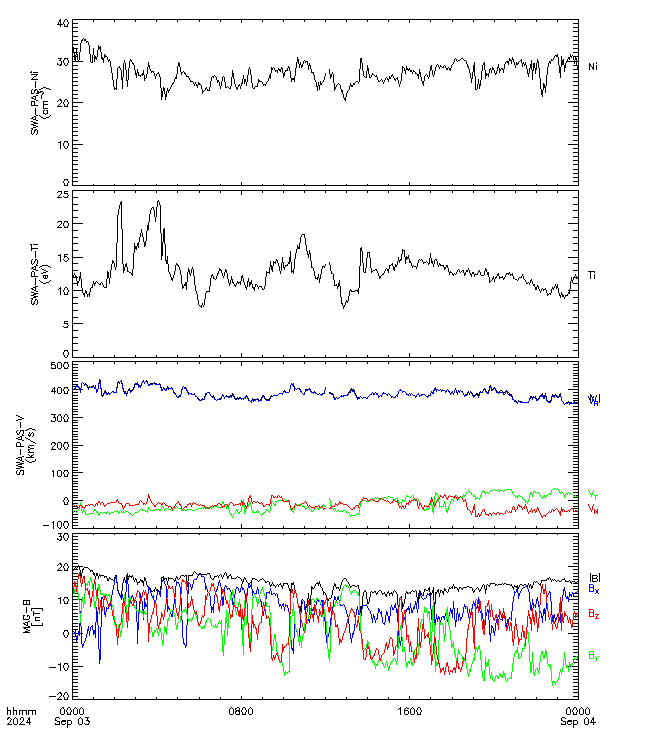 40
30
20
10
0
SWA-PAS-Ni
(cm⁻³)
Ni
25
20
15
10
5
0
SWA-PAS-Ti
(eV)
Ti
500
400
300
200
100
0
-100
SWA-PAS-V
(km/s)
|V|
V_R
V_T
V_N
30
20
10
0
-10
-20
MAG-B
[nT]
|B|
B_X
B_Z
B_Y
hhmm 0000 0800 1600 0000
2024 Sep 03 Sep 04